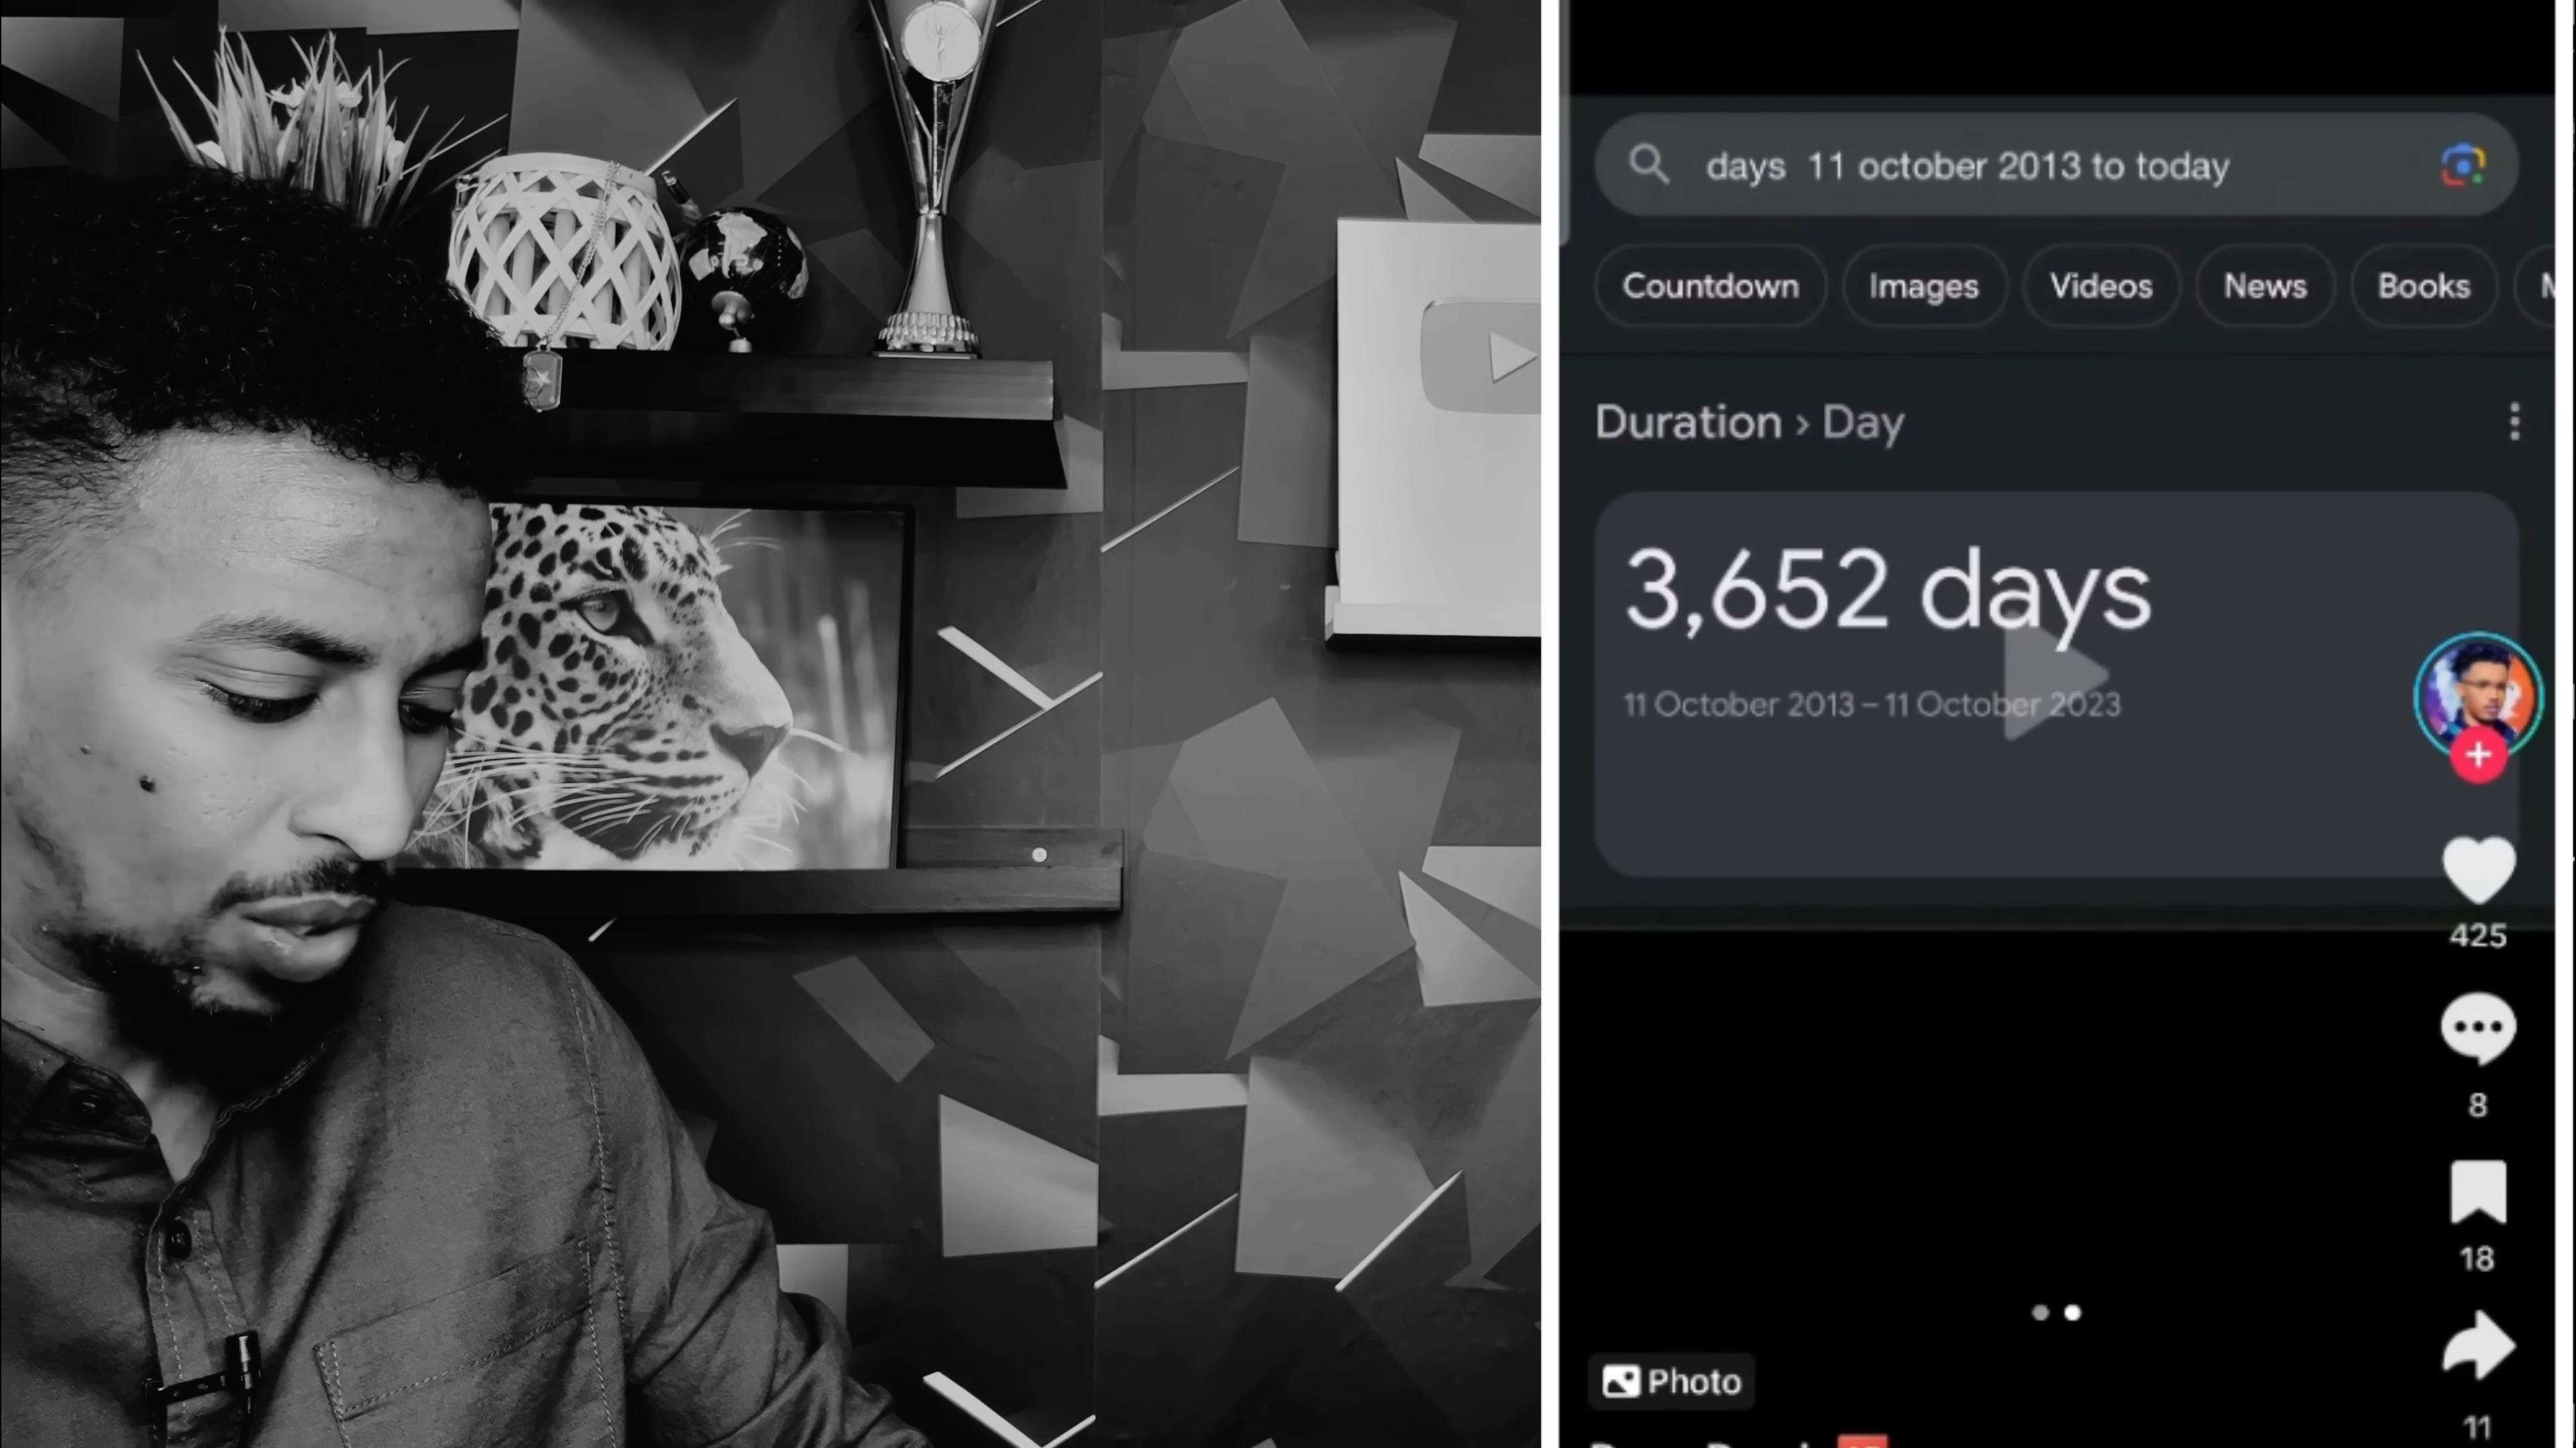 days 11 october 2013 to today
Countdown Images Videos News Books
Duration › Day
3,652 days
11 October 2013 – 11 October 2023
425
8
18
11
Photo